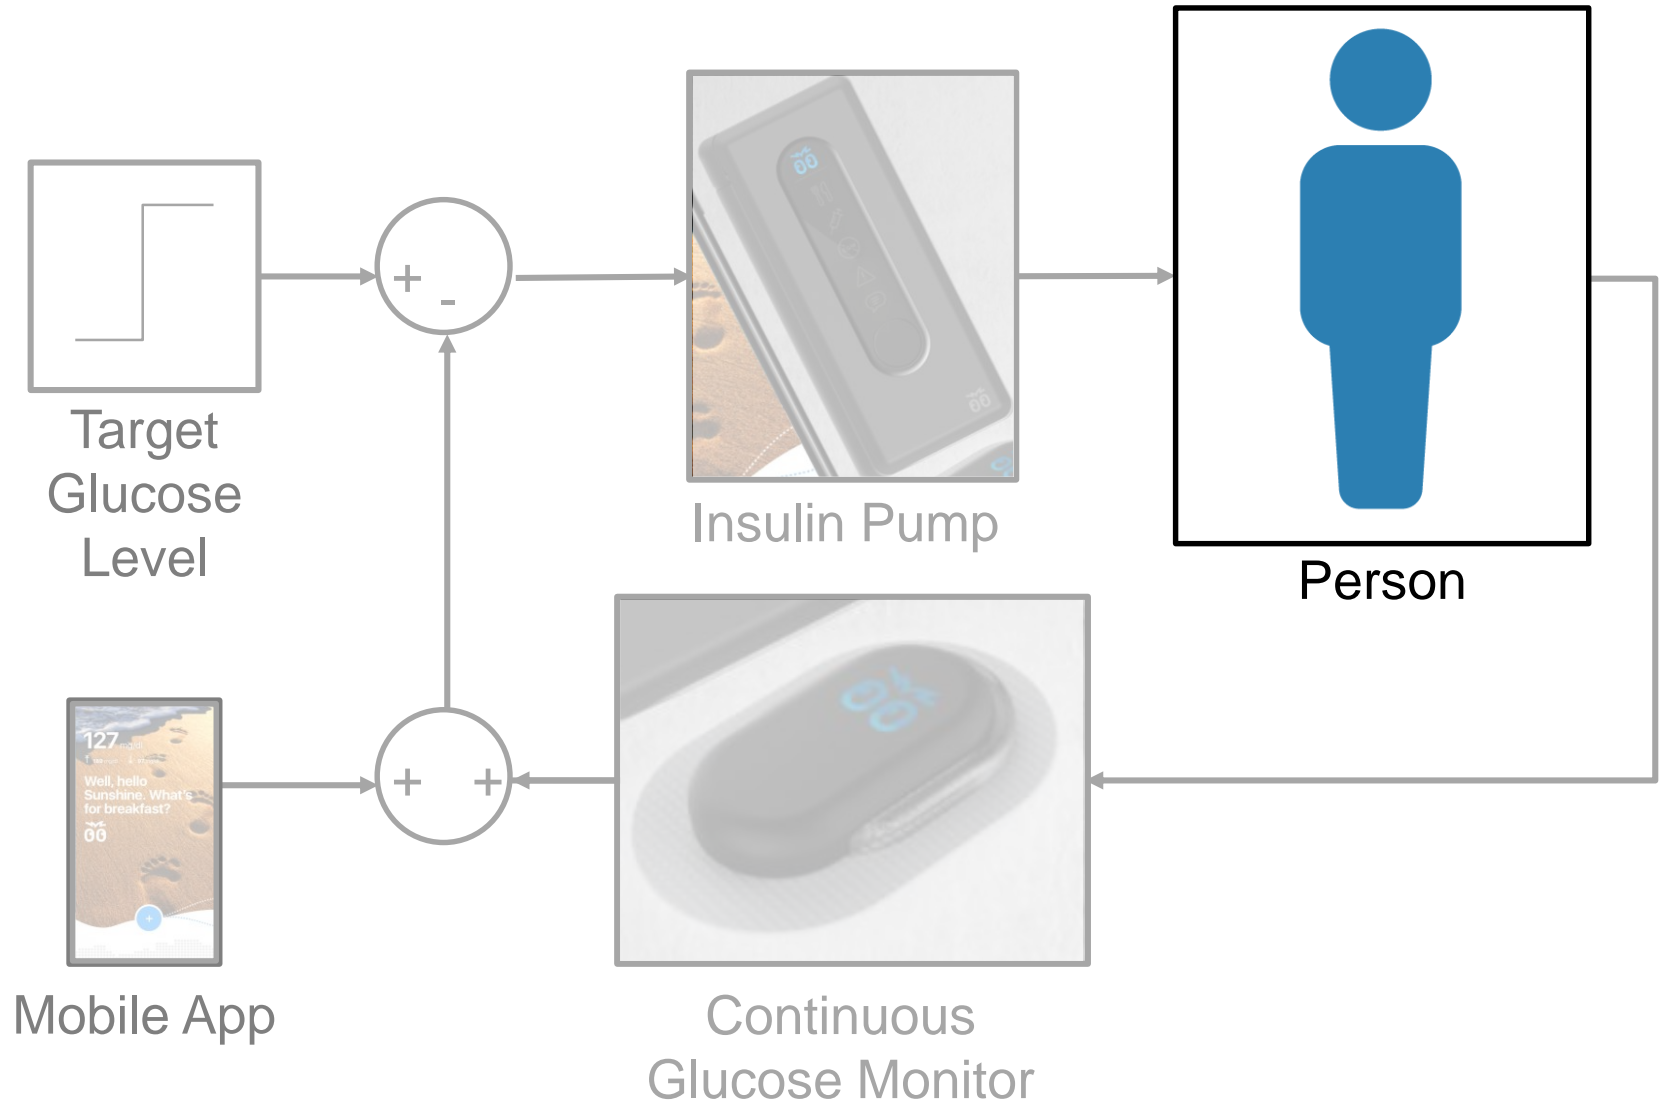 +
-
Target
Glucose
Level
Insulin Pump
Person
127
Well, hello
Sunshine. What's
for breakfast?
+
+ +
Mobile App
Continuous
Glucose Monitor